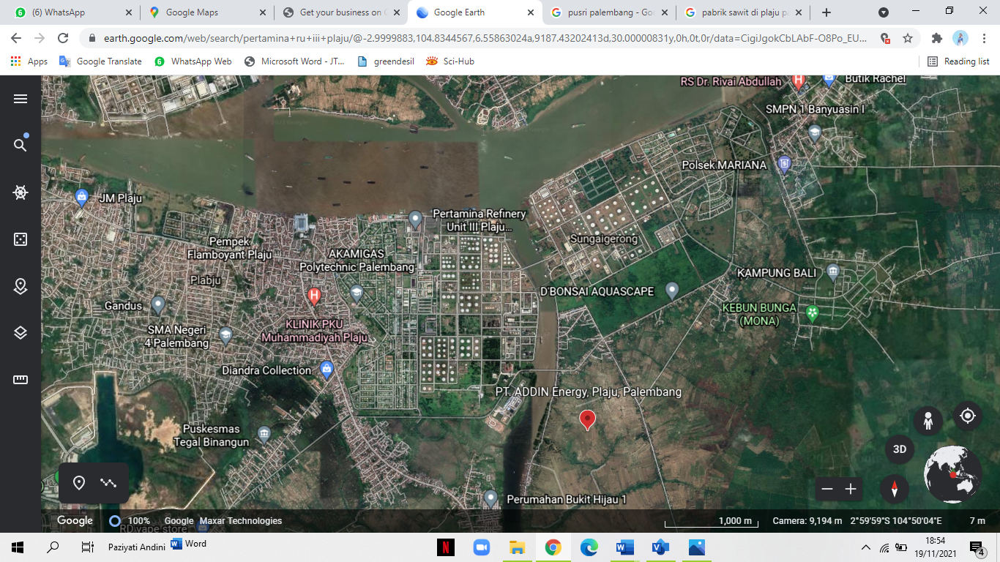 (6) WhatsApp
Google Maps
Get your business on G
Google Earth
pusri palembang - Goo
pabrik sawit di plaju pa
earth.google.com/web/search/pertamina+ru+iii+plaju/@-2.9999883,104.8344567,6.55863024a,9187.43202413d,30.00000831y,0h,0t,0r/data=CigiJgokCbLAbF-O8Po_EU...
Apps
Google Translate
WhatsApp Web
Microsoft Word - JT...
greendesil
Sci-Hub
Reading list
RS Dr. Rivai Abdullah
Butik Rachel
SMPN 1 Banyuasin I
Polsek MARIANA
JM Plaju
Pertamina Refinery
Unit III Plaju...
Sungaigerong
Pempek
Flamboyant Plaju
AKAMIGAS
Polytechnic Palembang
Plabju
KAMPUNG BALI
D'BONSAI AQUASCAPE
Gandus
KEBUN BUNGA
(MONA)
KLINIK PKU
Muhammadiyah Plaju...
SMA Negeri
4 Palembang
Diandra Collection
PT. ADDIN Energy, Plaju, Palembang
Puskesmas
Tegal Binangun
3D
Perumahan Bukit Hijau 1
RD vape store
Google
100%
Google
Maxar Technologies
1,000 m
Camera: 9,194 m
2°59'59"S 104°50'04"E
7 m
Paziyati Andini
Word
18:54
19/11/2021
4